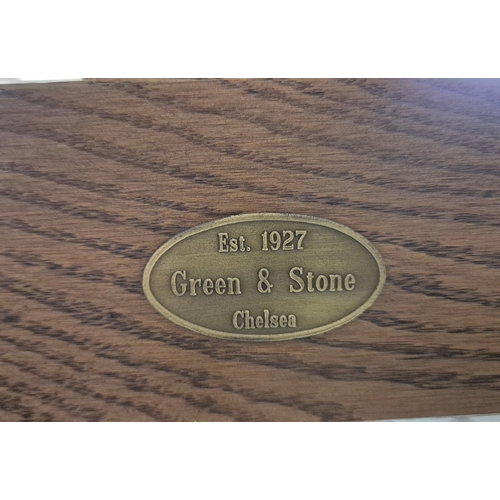 Est. 1927
Green & Stone
Chelsea